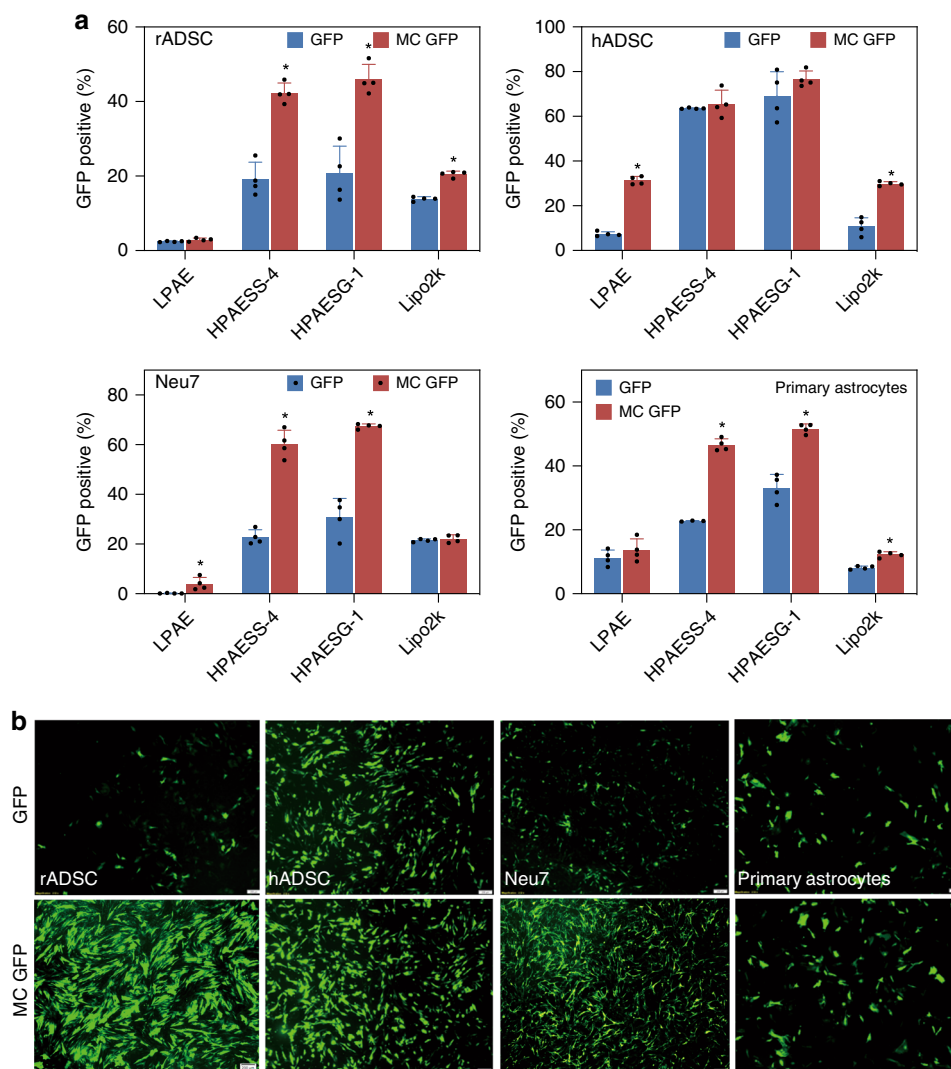 a
rADSC
GFP
MC GFP
GFP positive (%)
60
40
20
0
*
*
*
LPAE
HPAESS-4
HPAESG-1
Lipo2k
hADSC
GFP
MC GFP
GFP positive (%)
100
80
60
40
20
0
*
*
LPAE
HPAESS-4
HPAESG-1
Lipo2k
Neu7
GFP
MC GFP
GFP positive (%)
80
60
40
20
0
*
*
*
LPAE
HPAESS-4
HPAESG-1
Lipo2k
GFP
MC GFP
Primary astrocytes
GFP positive (%)
60
40
20
0
*
*
*
LPAE
HPAESS-4
HPAESG-1
Lipo2k
b
GFP
rADSC
hADSC
Neu7
Primary astrocytes
MC GFP